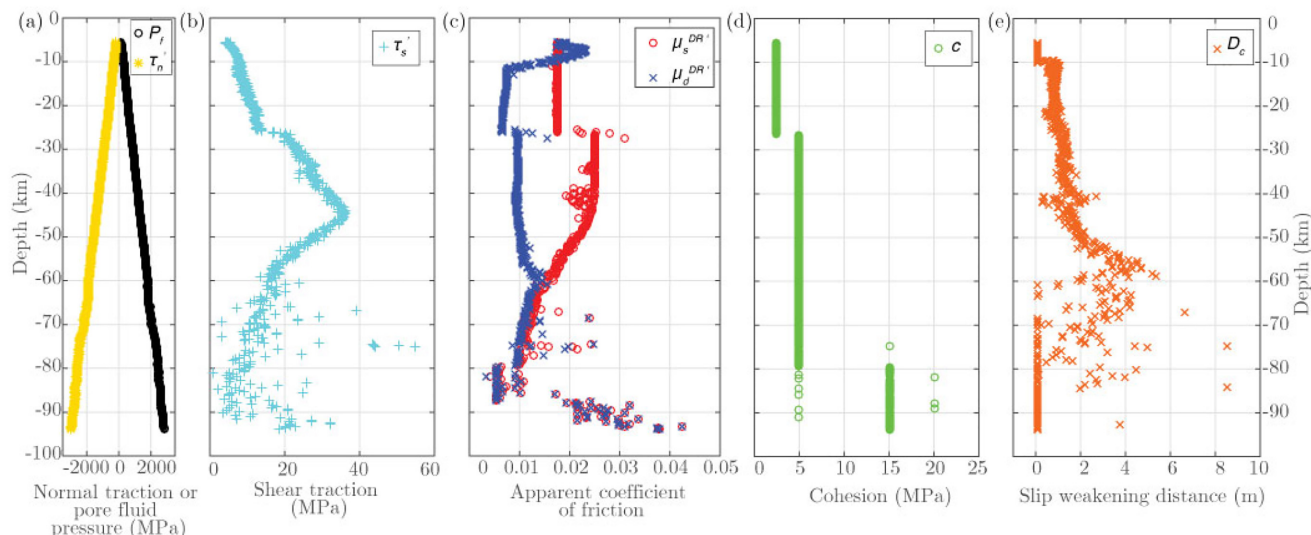 (a)
(b)
(c)
(d)
(e)
P_f
τ_n'
τ_s'
μ_s^DR'
μ_d^DR'
c
D_c
Depth (km)
0
-10
-20
-30
-40
-50
-60
-70
-80
-90
-100
-2000 0 2000
Normal traction or
pore fluid
pressure (MPa)
0 20 40 60
Shear traction
(MPa)
0 0.01 0.02 0.03 0.04 0.05
Apparent coefficient
of friction
0 5 10 15 20 25
Cohesion (MPa)
0 2 4 6 8 10
Slip weakening distance (m)
0
-10
-20
-30
-40
-50
-60
-70
-80
-90
Depth (km)